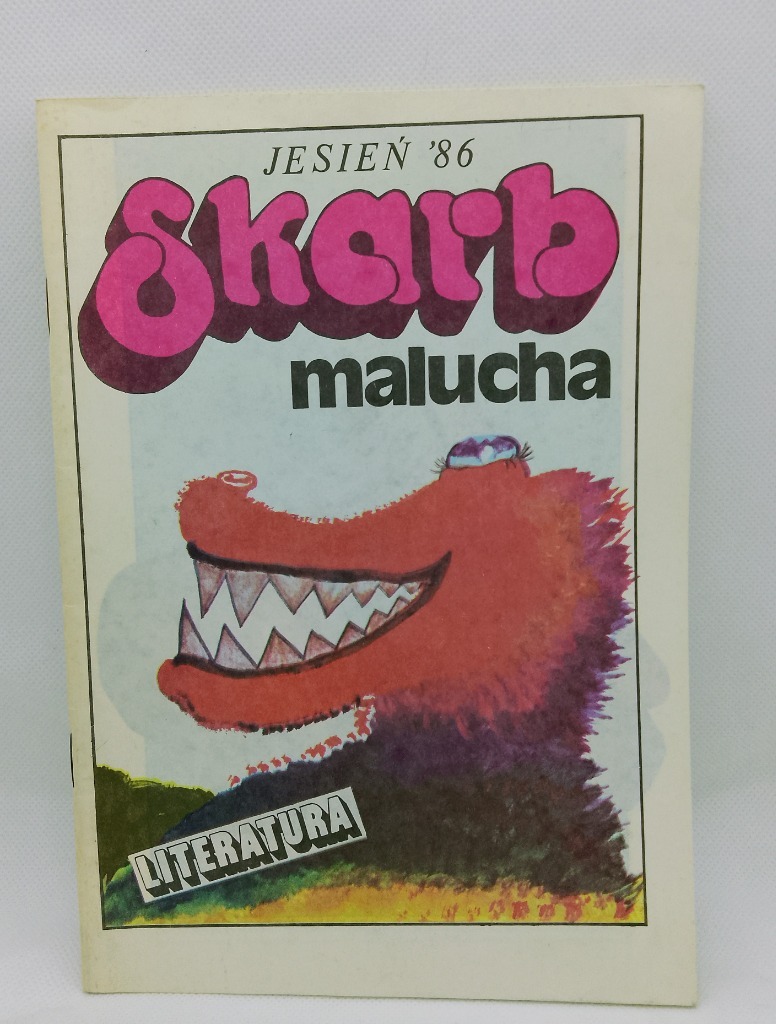 JESIEŃ '86
Skarb
malucha
LITERATURA